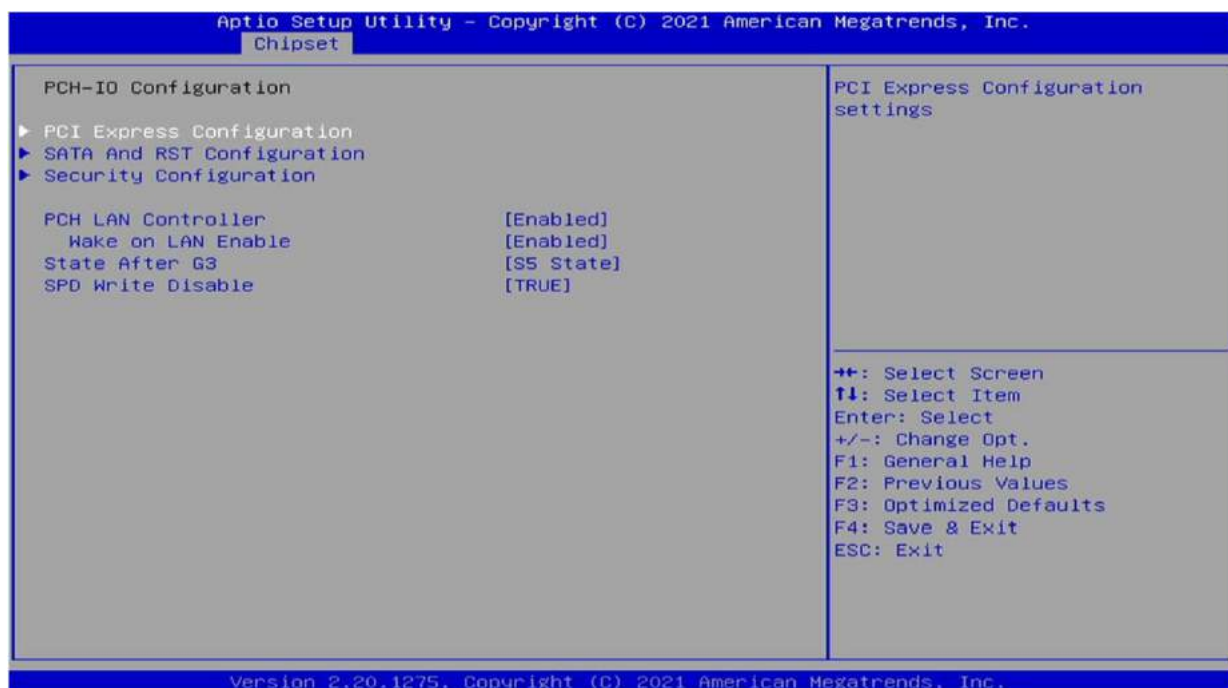 Aptio Setup Utility – Copyright (C) 2021 American Megatrends, Inc.
Chipset
PCH-IO Configuration
▶ PCI Express Configuration
▶ SATA And RST Configuration
▶ Security Configuration
PCH LAN Controller [Enabled]
Wake on LAN Enable [Enabled]
State After G3 [S5 State]
SPD Write Disable [TRUE]
PCI Express Configuration
settings
→←: Select Screen
↑↓: Select Item
Enter: Select
+/-: Change Opt.
F1: General Help
F2: Previous Values
F3: Optimized Defaults
F4: Save & Exit
ESC: Exit
Version 2.20.1275. Copyright (C) 2021 American Megatrends, Inc.